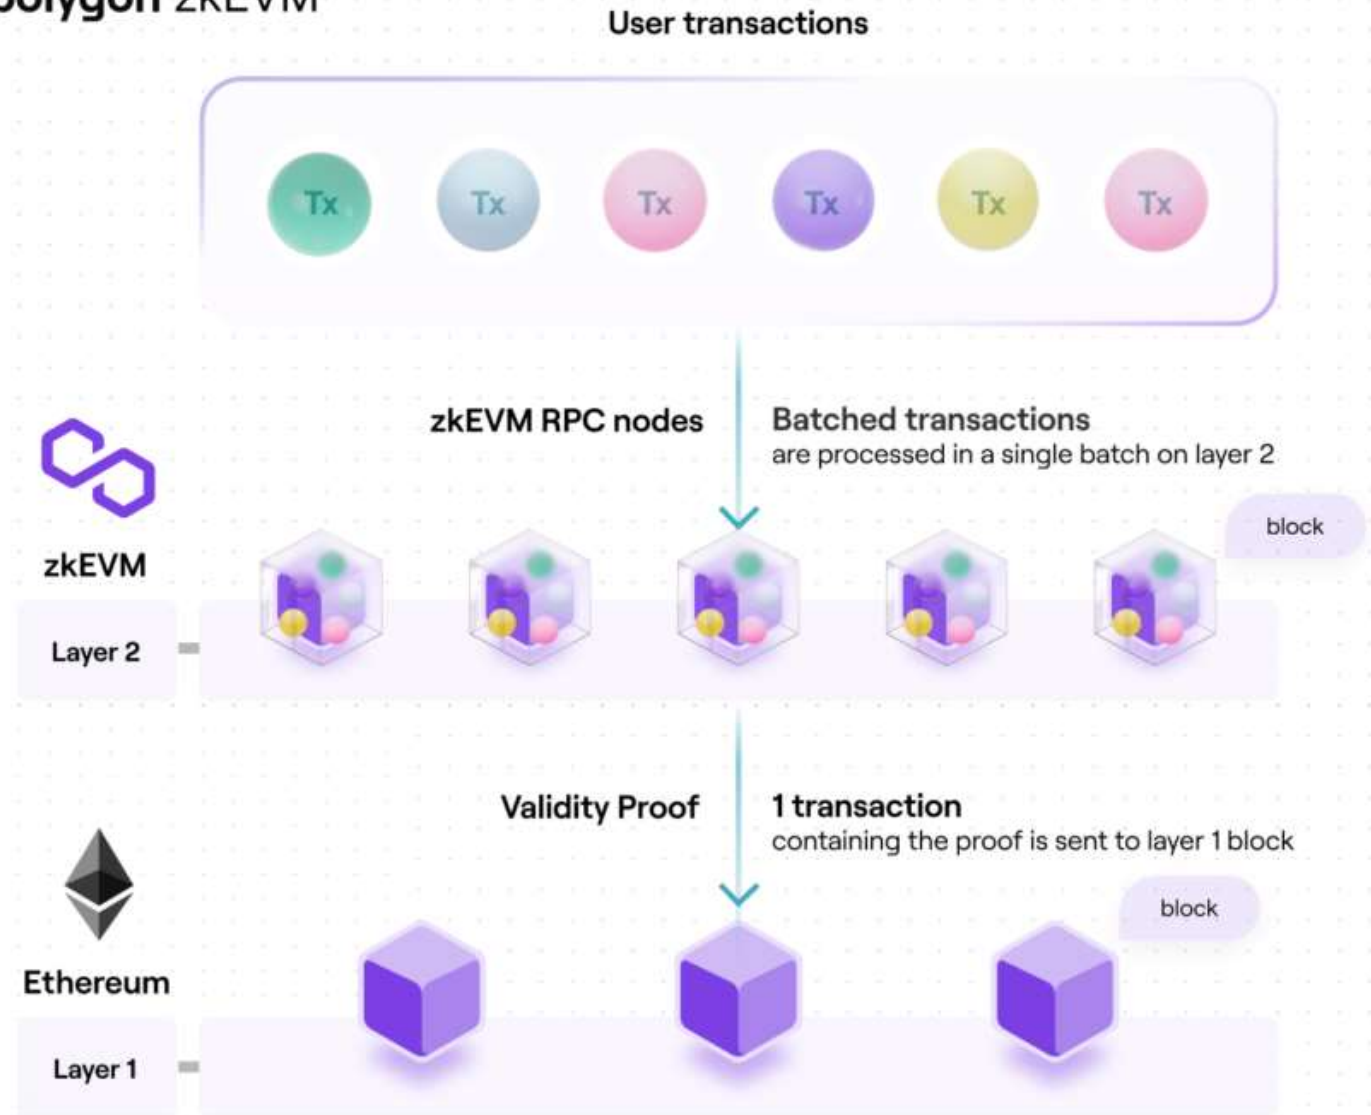 polygon zkEVM
User transactions
Tx Tx Tx Tx Tx Tx
zkEVM RPC nodes
Batched transactions
are processed in a single batch on layer 2
block
zkEVM
Layer 2
Validity Proof
1 transaction
containing the proof is sent to layer 1 block
block
Ethereum
Layer 1